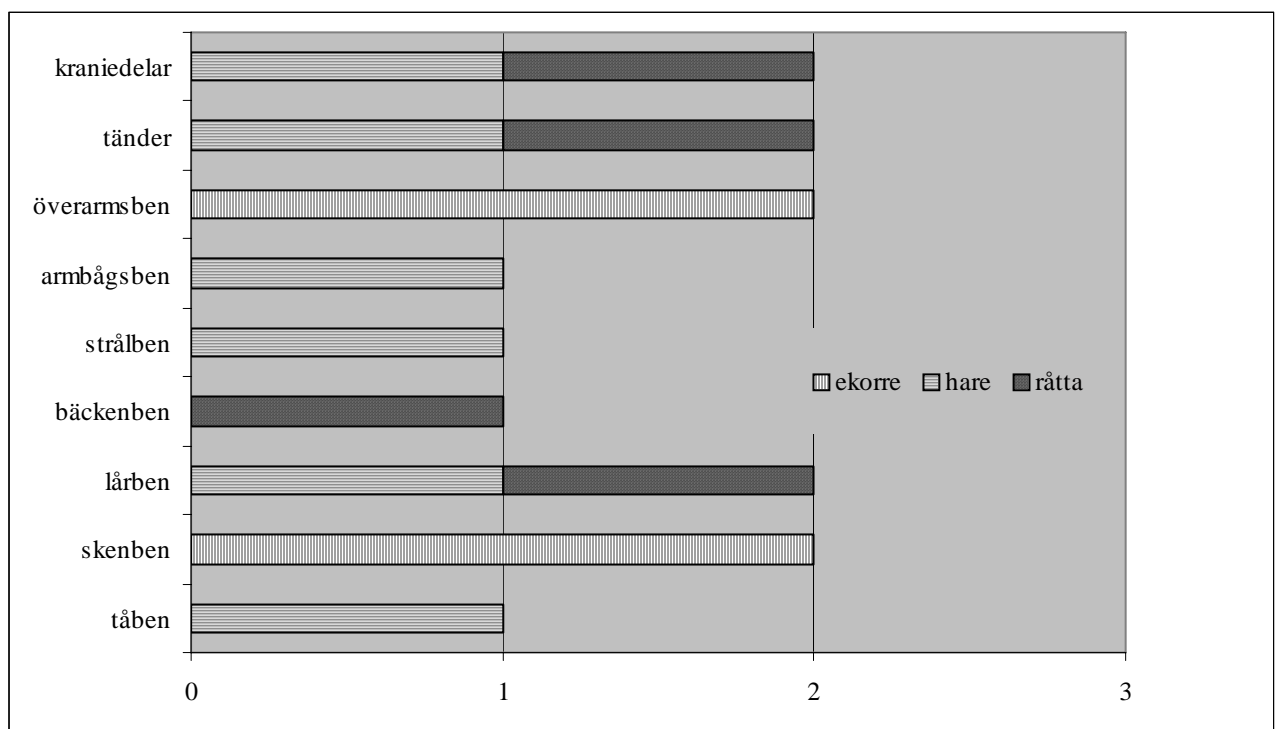 kraniedelar
tänder
överarmsben
armbågsben
strålben
bäckenben
lårben
skenben
tåben
ekorre hare råtta
0 1 2 3